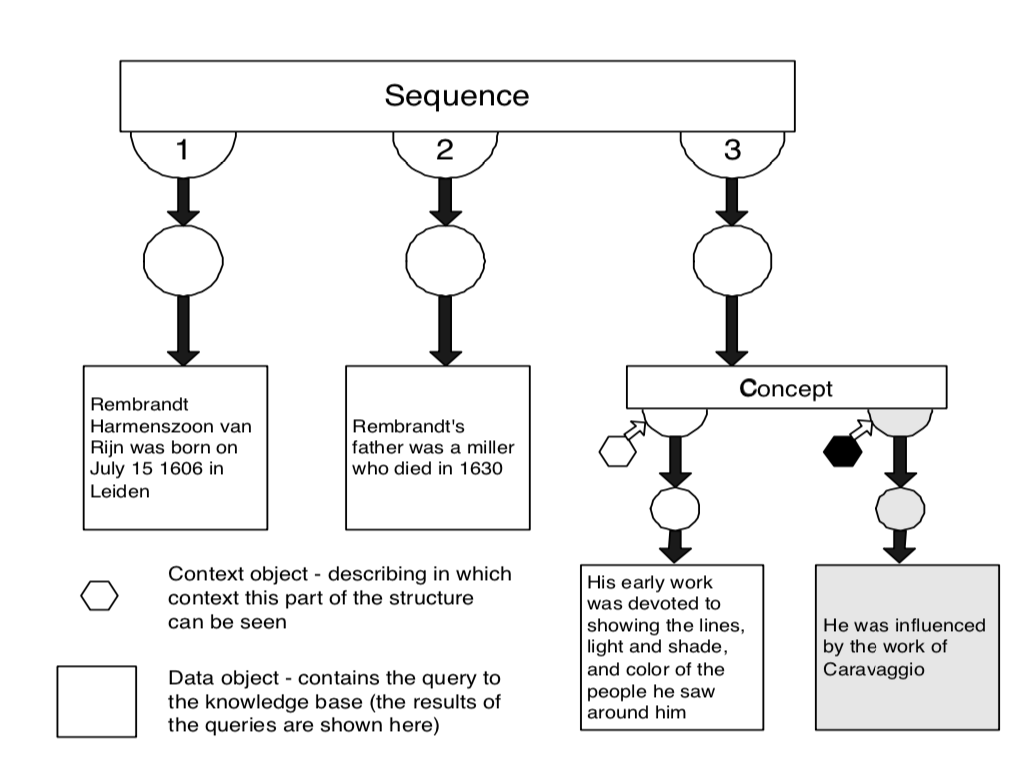 Sequence
1
2
3
Rembrandt
Harmenszoon van
Rijn was born on
July 15 1606 in
Leiden
Rembrandt's
father was a miller
who died in 1630
Concept
His early work
was devoted to
showing the lines,
light and shade,
and color of the
people he saw
around him
He was influenced
by the work of
Caravaggio
Context object - describing in which
context this part of the structure
can be seen
Data object - contains the query to
the knowledge base (the results of
the queries are shown here)